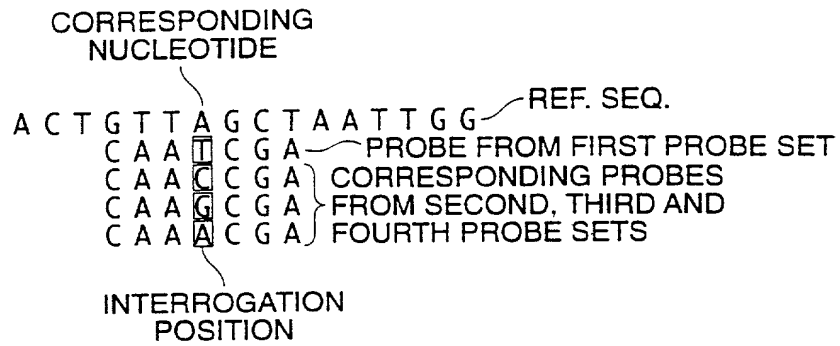 CORRESPONDING
NUCLEOTIDE
REF. SEQ.
A C T G T T A G C T A A T T G G
C A A T C G A PROBE FROM FIRST PROBE SET
C A A C C G A CORRESPONDING PROBES
C A A G C G A FROM SECOND, THIRD AND
C A A A C G A FOURTH PROBE SETS
INTERROGATION
POSITION